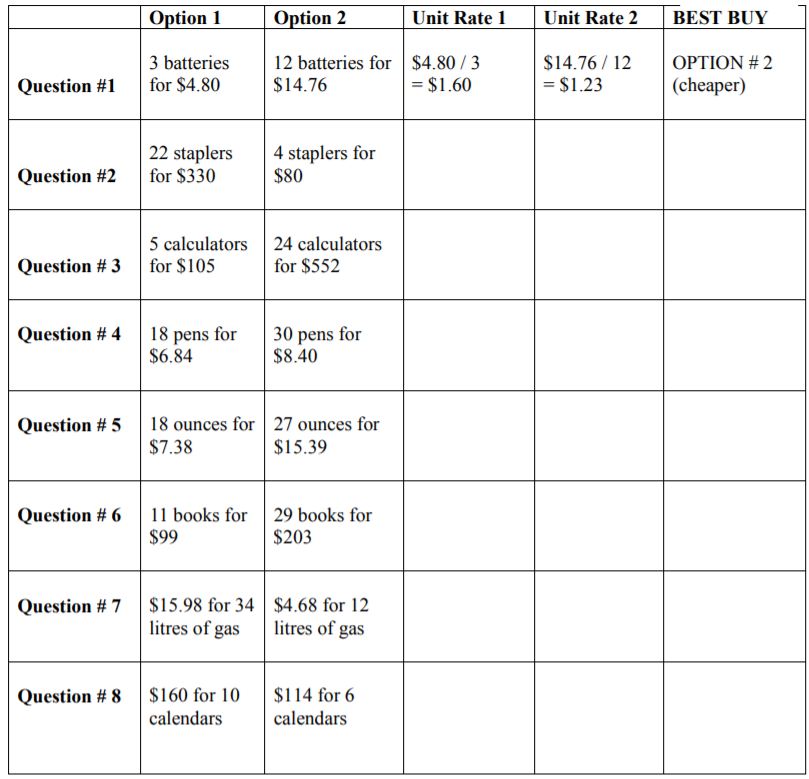 Option 1 Option 2 Unit Rate 1 Unit Rate 2 BEST BUY
Question #1
3 batteries
for $4.80
12 batteries for
$14.76
$4.80 / 3
= $1.60
$14.76 / 12
= $1.23
OPTION # 2
(cheaper)
Question #2
22 staplers
for $330
4 staplers for
$80
Question # 3
5 calculators
for $105
24 calculators
for $552
Question # 4
18 pens for
$6.84
30 pens for
$8.40
Question # 5
18 ounces for
$7.38
27 ounces for
$15.39
Question # 6
11 books for
$99
29 books for
$203
Question # 7
$15.98 for 34
litres of gas
$4.68 for 12
litres of gas
Question # 8
$160 for 10
calendars
$114 for 6
calendars